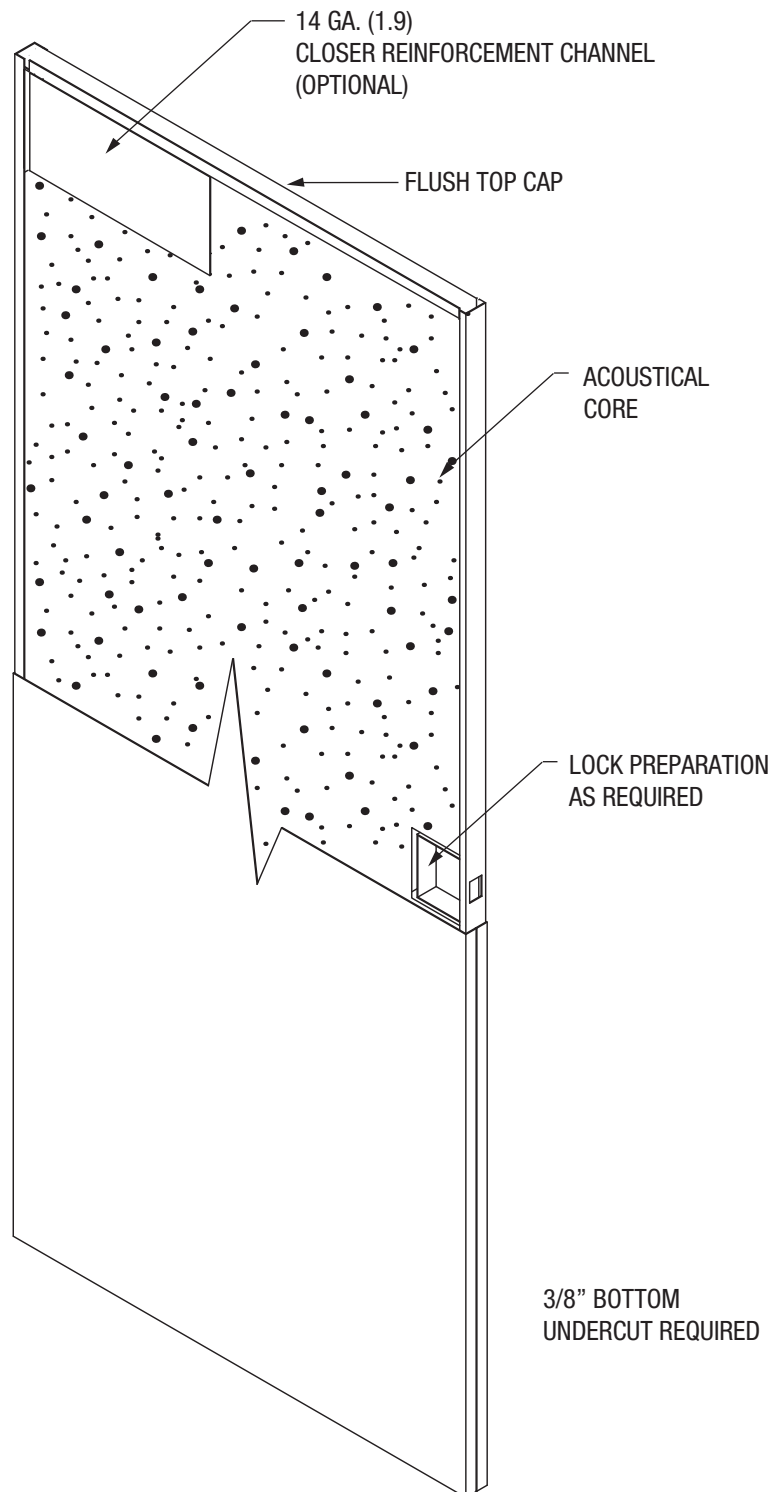 14 GA. (1.9)
CLOSER REINFORCEMENT CHANNEL
(OPTIONAL)
FLUSH TOP CAP
ACOUSTICAL
CORE
LOCK PREPARATION
AS REQUIRED
3/8” BOTTOM
UNDERCUT REQUIRED